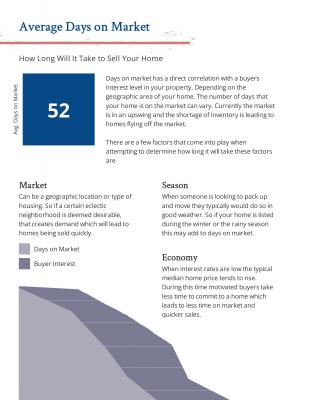 Average Days on Market
How Long Will It Take to Sell Your Home
Avg. Days on Market
52
Days on market has a direct correlation with a buyers
interest level in your property. Depending on the
geographic area of your home. The number of days that
your home is on the market can vary. Currently the market
is in an upswing and the shortage of inventory is leading to
homes flying off the market.
There are a few factors that come into play when
attempting to determine how long it will take these factors
are
Market
Can be a geographic location or type of
housing. So if a certain eclectic
neighborhood is deemed desirable,
that creates demand which will lead to
homes being sold quickly.
Days on Market
Buyer Interest
Season
When someone is looking to pack up
and move they typically would do so in
good weather. So if your home is listed
during the winter or the rainy season
this may add to days on market.
Economy
When interest rates are low the typical
median home price tends to rise.
During this time motivated buyers take
less time to commit to a home which
leads to less time on market and
quicker sales.